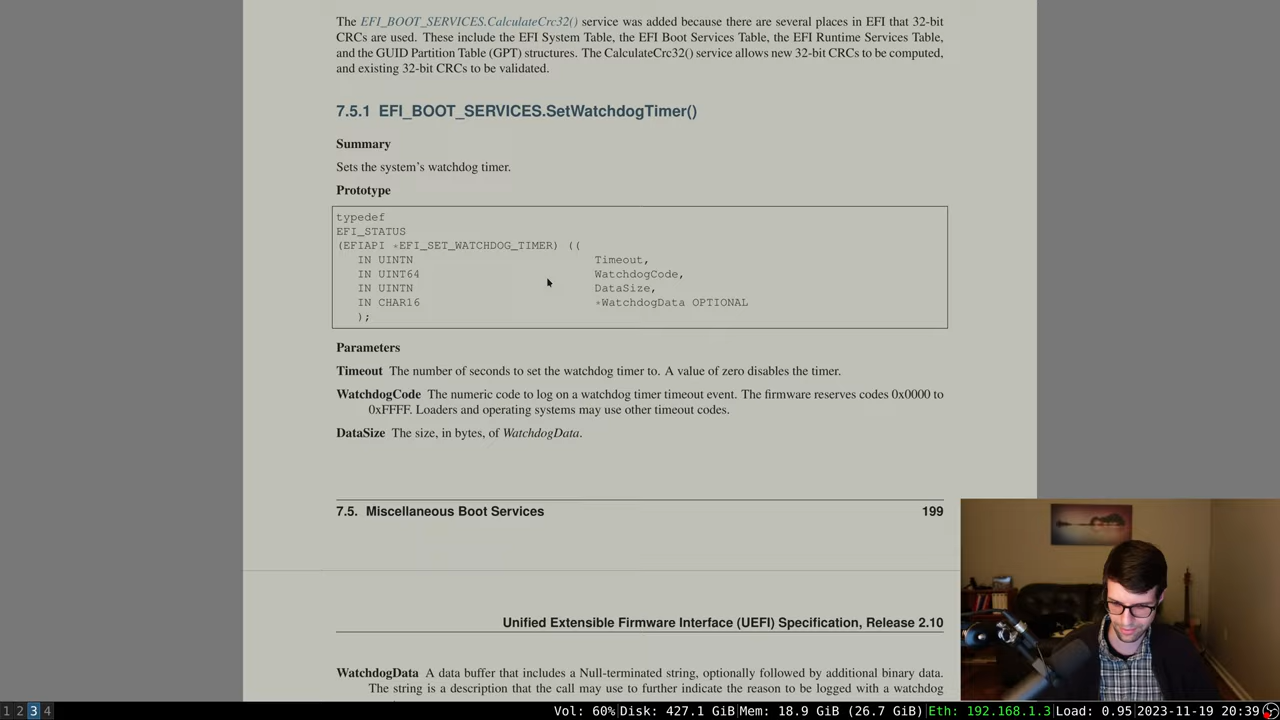 The EFI_BOOT_SERVICES.CalculateCrc32() service was added because there are several places in EFI that 32-bit
CRCs are used. These include the EFI System Table, the EFI Boot Services Table, the EFI Runtime Services Table,
and the GUID Partition Table (GPT) structures. The CalculateCrc32() service allows new 32-bit CRCs to be computed,
and existing 32-bit CRCs to be validated.
7.5.1 EFI_BOOT_SERVICES.SetWatchdogTimer()
Summary
Sets the system's watchdog timer.
Prototype
typedef
EFI_STATUS
(EFIAPI *EFI_SET_WATCHDOG_TIMER) ((
IN UINTN Timeout,
IN UINT64 WatchdogCode,
IN UINTN DataSize,
IN CHAR16 *WatchdogData OPTIONAL
);
Parameters
Timeout The number of seconds to set the watchdog timer to. A value of zero disables the timer.
WatchdogCode The numeric code to log on a watchdog timer timeout event. The firmware reserves codes 0x0000 to
0xFFFF. Loaders and operating systems may use other timeout codes.
DataSize The size, in bytes, of WatchdogData.
7.5. Miscellaneous Boot Services 199
Unified Extensible Firmware Interface (UEFI) Specification, Release 2.10
WatchdogData A data buffer that includes a Null-terminated string, optionally followed by additional binary data.
The string is a description that the call may use to further indicate the reason to be logged with a watchdog
1 2 3 4 Vol: 60% Disk: 427.1 GiB Mem: 18.9 GiB (26.7 GiB) Eth: 192.168.1.3 Load: 0.95 2023-11-19 20:39